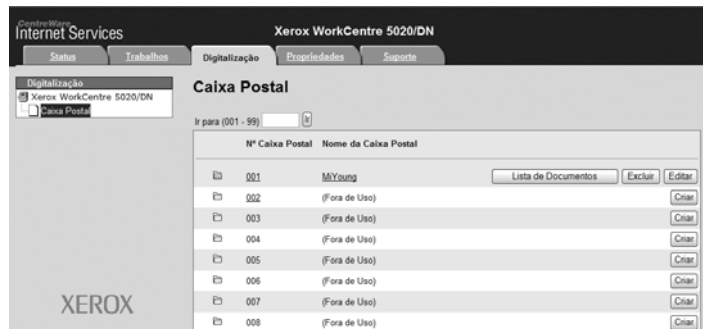 CentreWare
Internet Services
Xerox WorkCentre 5020/DN
Status Trabalhos Digitalização Propriedades Suporte
Digitalização
Xerox WorkCentre 5020/DN
Caixa Postal
Caixa Postal
Ir para (001 - 99) Ir
Nº Caixa Postal Nome da Caixa Postal
001 MiYoung Lista de Documentos Excluir Editar
002 (Fora de Uso) Criar
003 (Fora de Uso) Criar
004 (Fora de Uso) Criar
005 (Fora de Uso) Criar
006 (Fora de Uso) Criar
007 (Fora de Uso) Criar
008 (Fora de Uso) Criar
XEROX